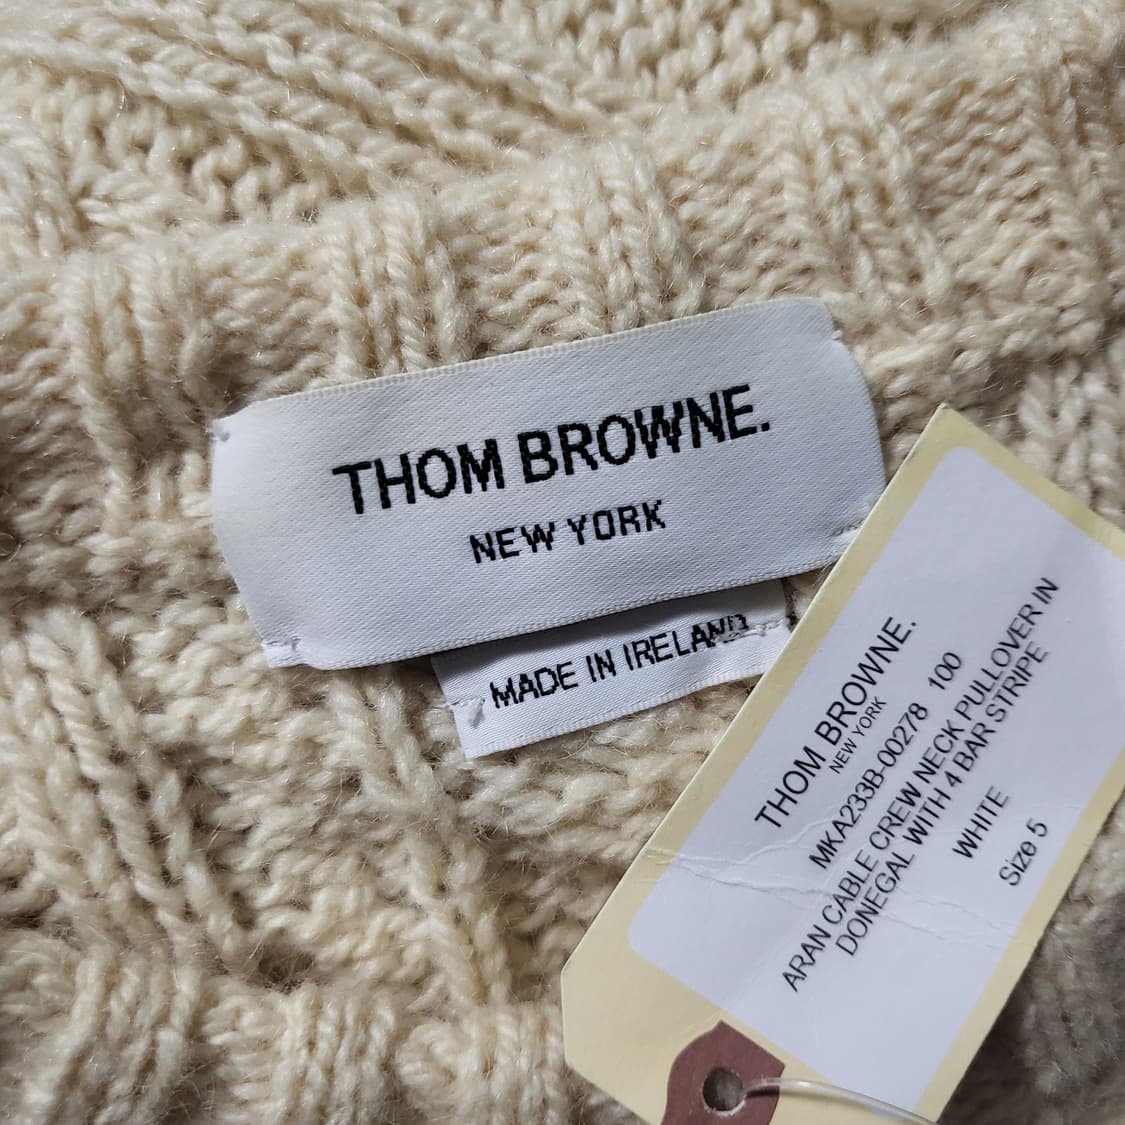 THOM BROWNE.
NEW YORK
MADE IN IRELAND
THOM BROWNE.
NEW YORK
MKA233B-00278 100
ARAN CABLE CREW NECK PULLOVER IN
DONEGAL WITH 4 BAR STRIPE
WHITE
Size 5